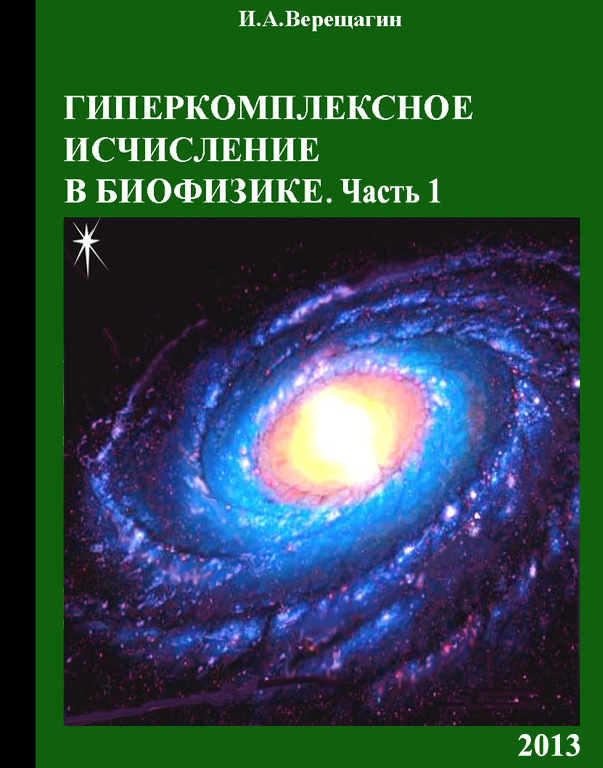 И.А.Верещагин
ГИПЕРКОМПЛЕКСНОЕ
ИСЧИСЛЕНИЕ
В БИОФИЗИКЕ. Часть 1
2013